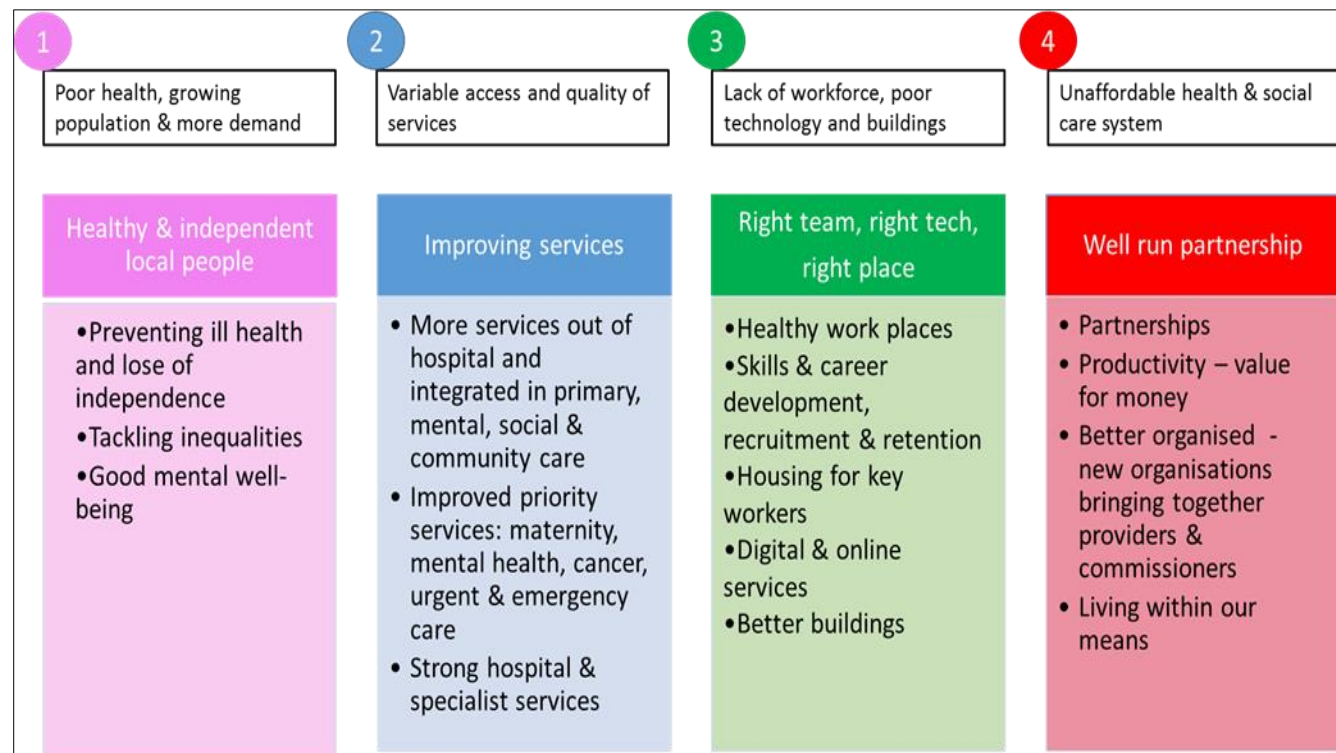 1
Poor health, growing
population & more demand
Healthy & independent
local people
•Preventing ill health
and lose of
independence
•Tackling inequalities
•Good mental well-
being
2
Variable access and quality of
services
Improving services
• More services out of
hospital and
integrated in primary,
mental, social &
community care
• Improved priority
services: maternity,
mental health, cancer,
urgent & emergency
care
• Strong hospital &
specialist services
3
Lack of workforce, poor
technology and buildings
Right team, right tech,
right place
•Healthy work places
•Skills & career
development,
recruitment & retention
•Housing for key
workers
•Digital & online
services
•Better buildings
4
Unaffordable health & social
care system
Well run partnership
• Partnerships
• Productivity – value
for money
• Better organised -
new organisations
bringing together
providers &
commissioners
• Living within our
means